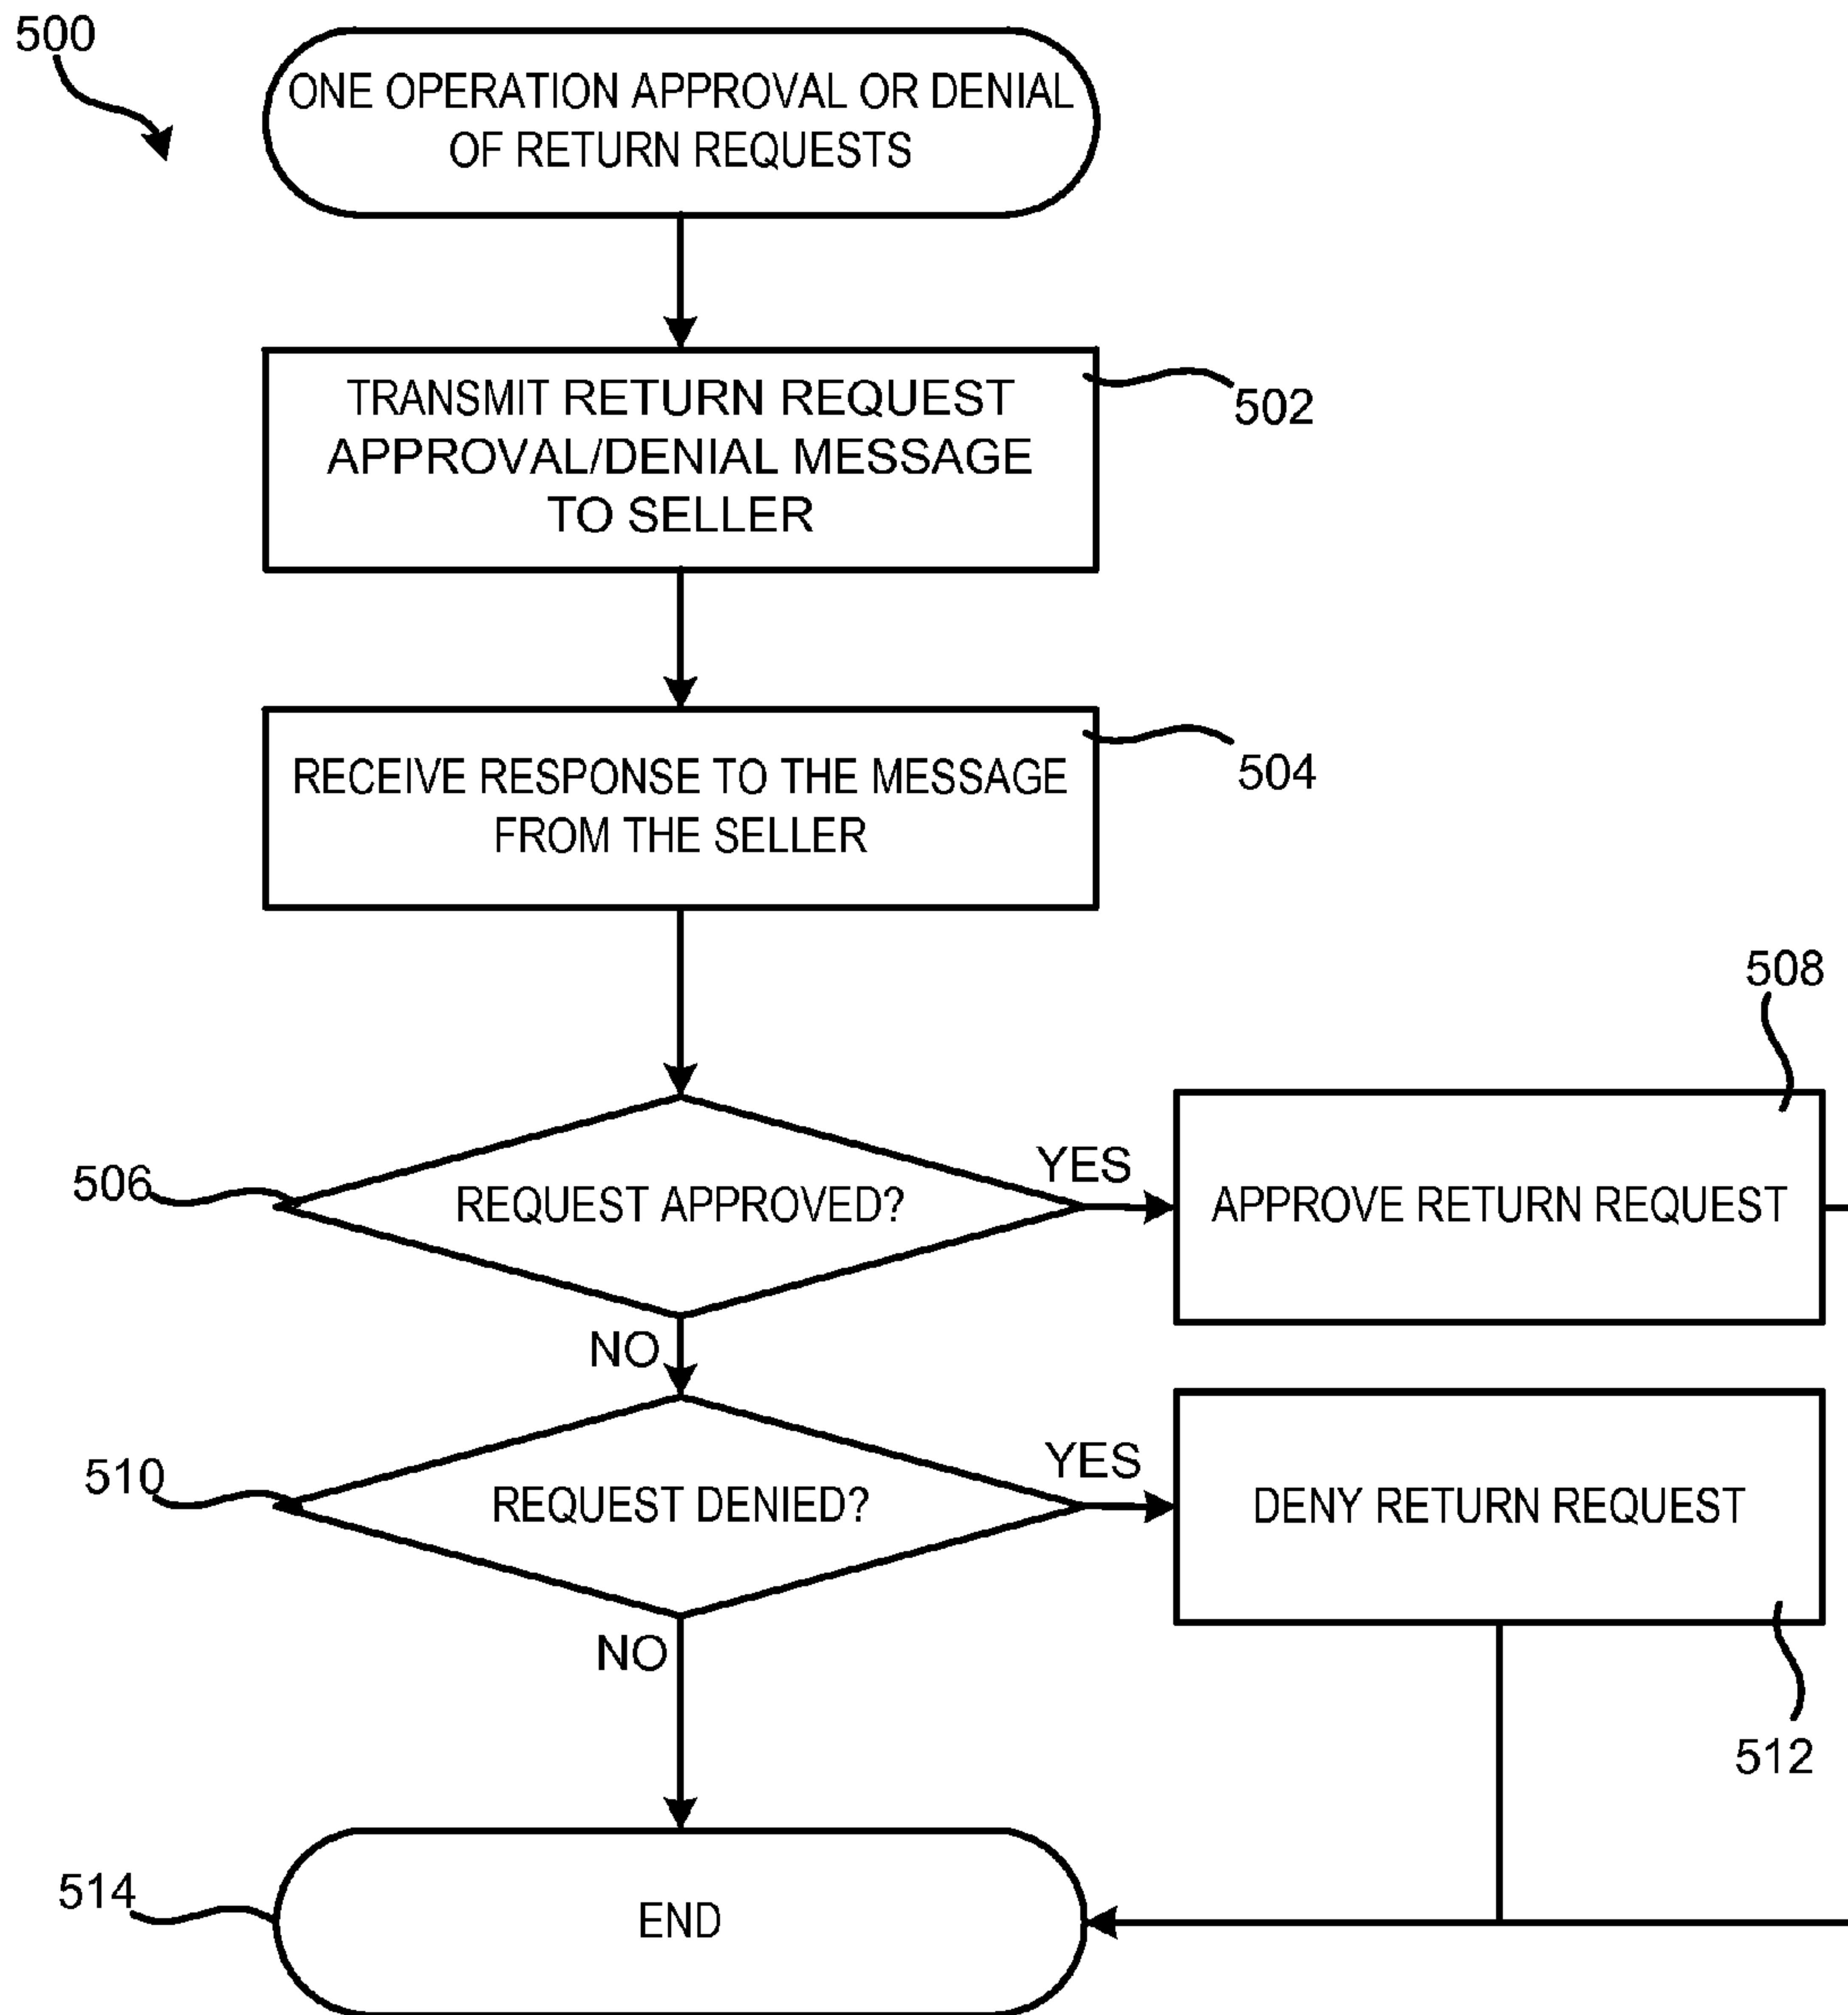 500
ONE OPERATION APPROVAL OR DENIAL
OF RETURN REQUESTS
TRANSMIT RETURN REQUEST
APPROVAL/DENIAL MESSAGE
TO SELLER
502
RECEIVE RESPONSE TO THE MESSAGE
FROM THE SELLER
504
508
506
REQUEST APPROVED?
YES
APPROVE RETURN REQUEST
NO
510
REQUEST DENIED?
YES
DENY RETURN REQUEST
NO
512
514
END